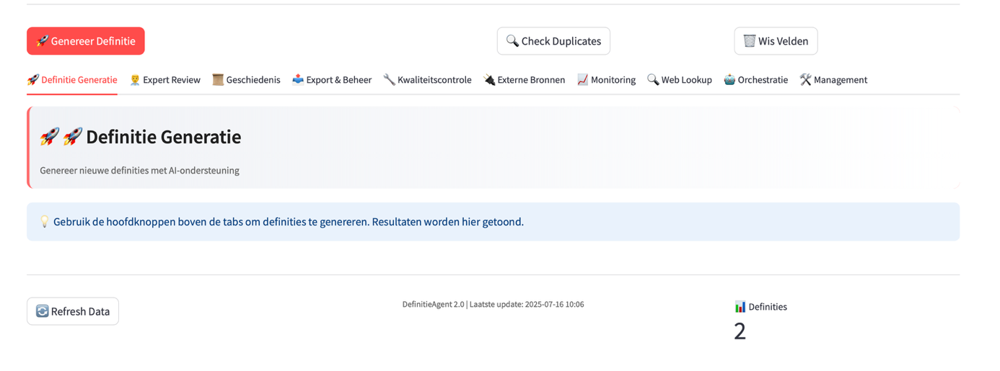 🚀 Genereer Definitie
🔍 Check Duplicates
🗑️ Wis Velden
🚀 Definitie Generatie 👨‍💼 Expert Review 📜 Geschiedenis 📤 Export & Beheer 🔧 Kwaliteitscontrole 🔌 Externe Bronnen 📈 Monitoring 🔍 Web Lookup 🤖 Orchestratie 🛠️ Management
🚀 🚀 Definitie Generatie
Genereer nieuwe definities met AI-ondersteuning
💡 Gebruik de hoofdknoppen boven de tabs om definities te genereren. Resultaten worden hier getoond.
🔄 Refresh Data
DefinitieAgent 2.0 | Laatste update: 2025-07-16 10:06
📊 Definities
2